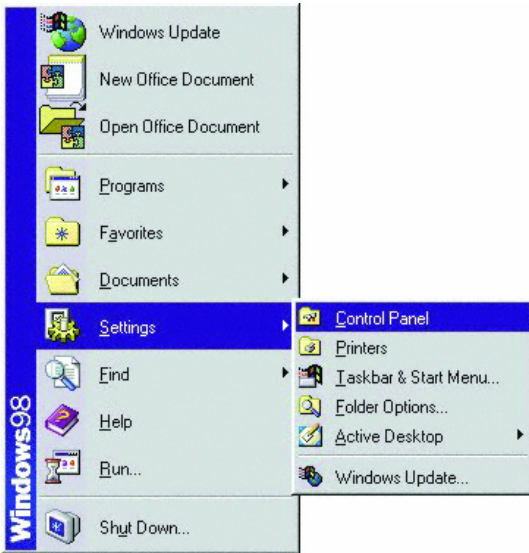 Windows Update
New Office Document
Open Office Document
Programs
Favorites
Documents
Settings
Find
Help
Run...
Shut Down...
Windows98
Control Panel
Printers
Taskbar & Start Menu...
Folder Options...
Active Desktop
Windows Update...